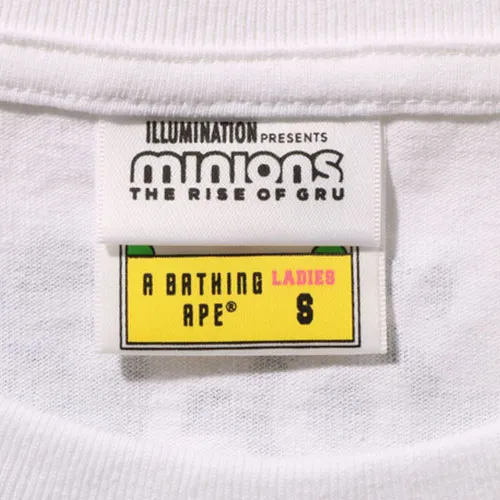 ILLUMINATION PRESENTS
minions
THE RISE OF GRU
A BATHING LADIES
APE® S